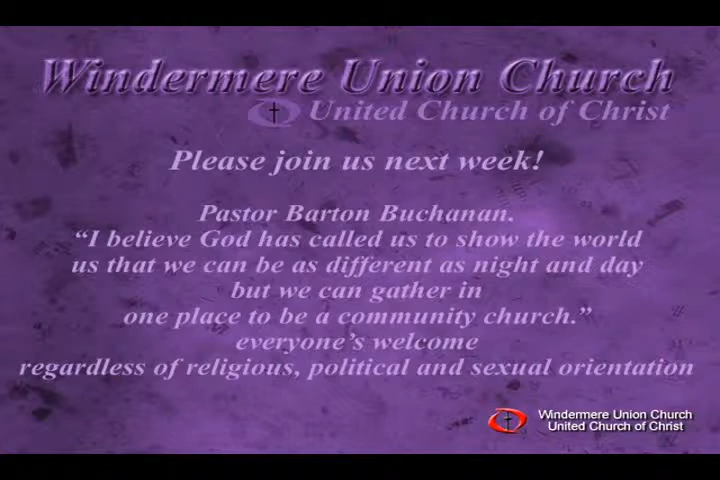 Windermere Union Church
United Church of Christ
Please join us next week!
Pastor Barton Buchanan.
“I believe God has called us to show the world
us that we can be as different as night and day
but we can gather in
one place to be a community church.”
everyone’s welcome
regardless of religious, political and sexual orientation
Windermere Union Church
United Church of Christ